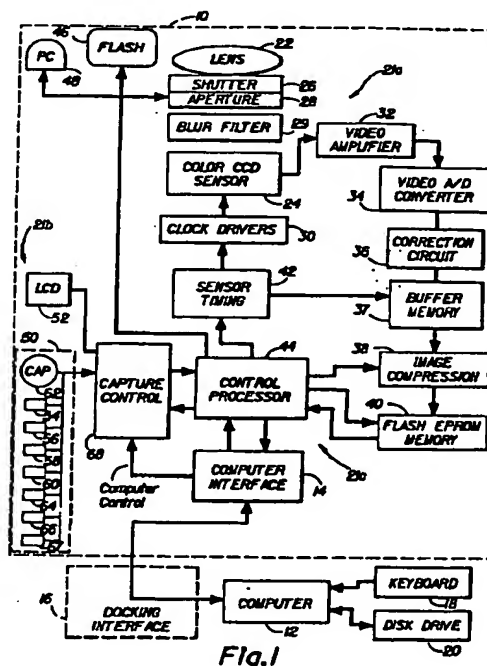 10
46
FLASH
PC
48
LENS
22
SHUTTER
26
APERTURE
28
BLUR FILTER
29
21a
32
VIDEO
AMPLIFIER
COLOR CCD
SENSOR
24
VIDEO A/D
CONVERTER
34
CLOCK DRIVERS
30
CORRECTION
CIRCUIT
36
21b
LCD
52
SENSOR
TIMING
42
BUFFER
MEMORY
37
50
44
38
CAP
CAPTURE
CONTROL
68
CONTROL
PROCESSOR
IMAGE
COMPRESSION
40
FLASH EPROM
MEMORY
21c
Computer
Control
COMPUTER
INTERFACE
14
16
DOCKING
INTERFACE
COMPUTER
12
KEYBOARD
18
DISK DRIVE
20
Fig.1